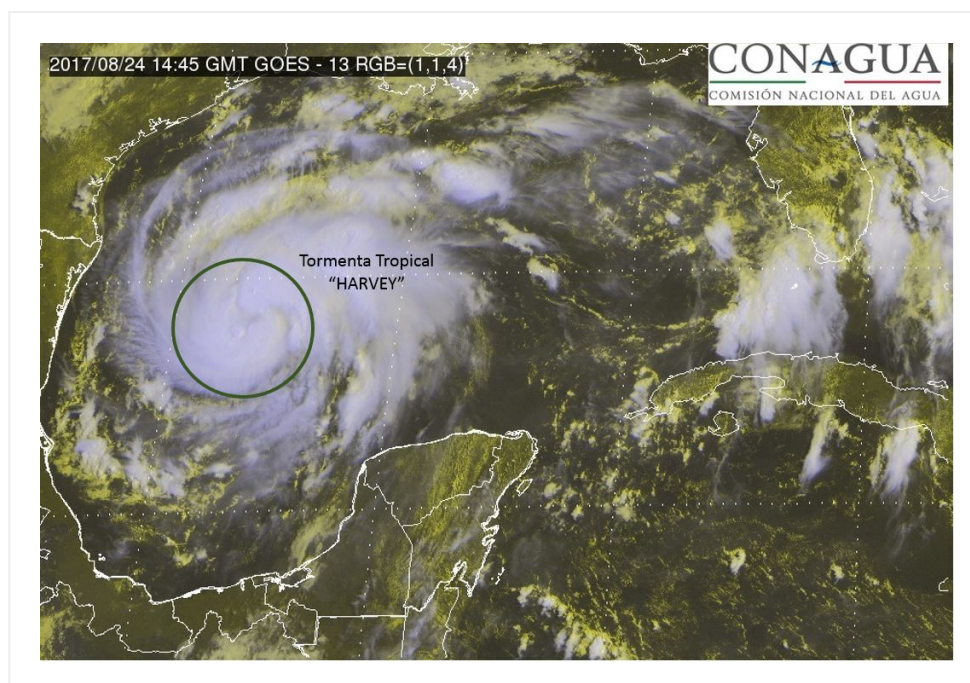 2017/08/24 14:45 GMT GOES - 13 RGB=(1,1,4)
CONAGUA
COMISIÓN NACIONAL DEL AGUA
Tormenta Tropical
“HARVEY”